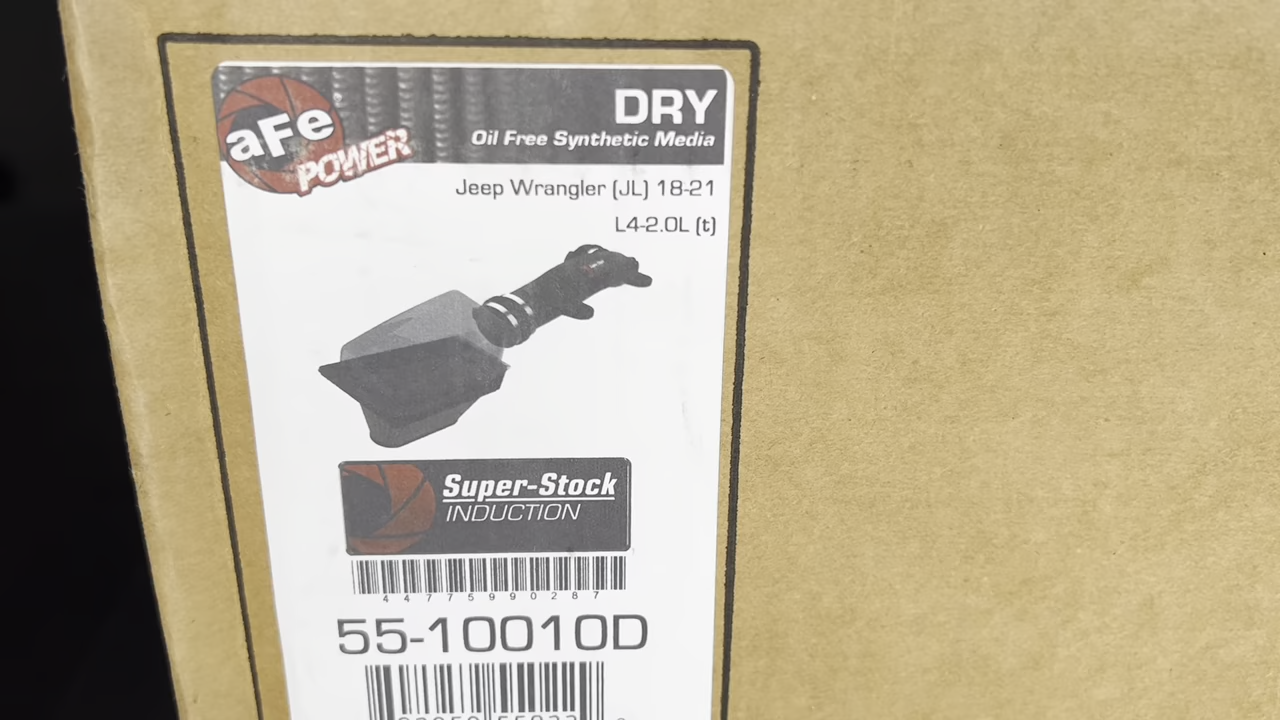 aFe
POWER
DRY
Oil Free Synthetic Media
Jeep Wrangler (JL) 18-21
L4-2.0L (t)
Super-Stock
INDUCTION
4 4 7 7 5 9 9 0 2 8 7
55-10010D